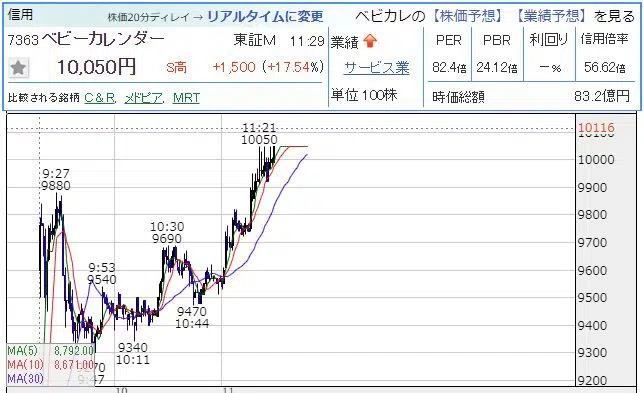 信用
株価20分ディレイ → リアルタイムに変更
ベビカレの【株価予想】【業績予想】を見る
7363 ベビーカレンダー 東証M 11:29
10,050円 S高 +1,500 (+17.54%)
比較される銘柄 C&R, メドピア, MRT
業績
サービス業
単位 100株
PER PBR 利回り 信用倍率
82.4倍 24.12倍 －% 56.62倍
時価総額 83.2億円
11:21
10050
10116
10000
9:27
9880
9900
9800
10:30
9690
9700
9:53
9540
9600
9470
10:44
9500
9400
9340
10:11
9300
9200
MA(5) 8,792.00
MA(10) 8,671.00
MA(30)
10
11